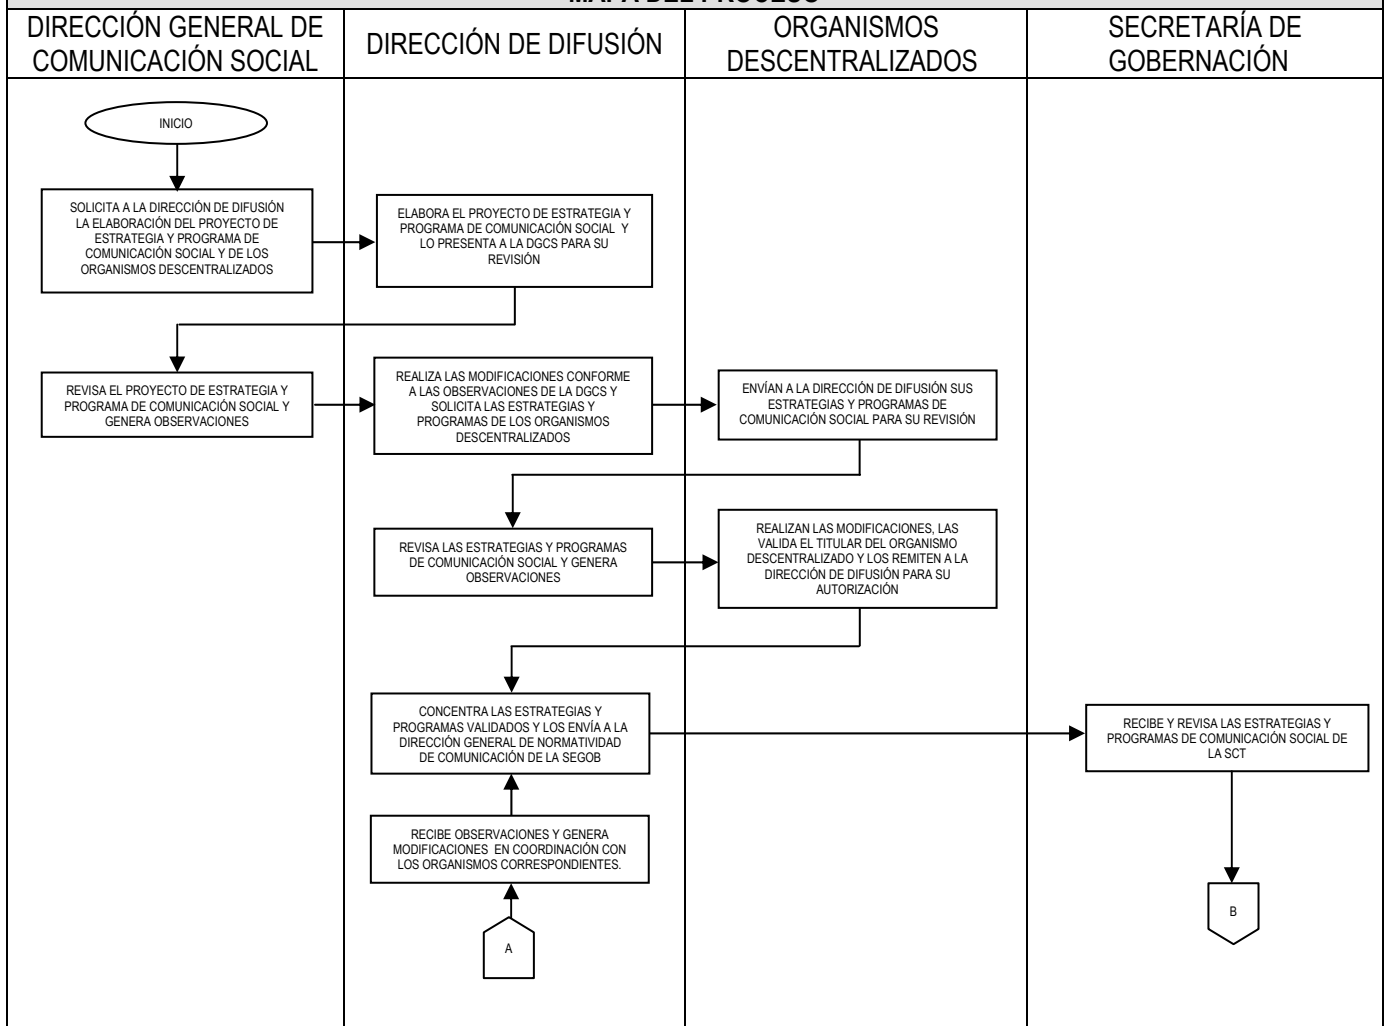 MAPA DEL PROCESO
DIRECCIÓN GENERAL DE
COMUNICACIÓN SOCIAL
DIRECCIÓN DE DIFUSIÓN
ORGANISMOS
DESCENTRALIZADOS
SECRETARÍA DE
GOBERNACIÓN
INICIO
SOLICITA A LA DIRECCIÓN DE DIFUSIÓN
LA ELABORACIÓN DEL PROYECTO DE
ESTRATEGIA Y PROGRAMA DE
COMUNICACIÓN SOCIAL Y DE LOS
ORGANISMOS DESCENTRALIZADOS
ELABORA EL PROYECTO DE ESTRATEGIA Y
PROGRAMA DE COMUNICACIÓN SOCIAL Y
LO PRESENTA A LA DGCS PARA SU
REVISIÓN
REVISA EL PROYECTO DE ESTRATEGIA Y
PROGRAMA DE COMUNICACIÓN SOCIAL Y
GENERA OBSERVACIONES
REALIZA LAS MODIFICACIONES CONFORME
A LAS OBSERVACIONES DE LA DGCS Y
SOLICITA LAS ESTRATEGIAS Y
PROGRAMAS DE LOS ORGANISMOS
DESCENTRALIZADOS
ENVÍAN A LA DIRECCIÓN DE DIFUSIÓN SUS
ESTRATEGIAS Y PROGRAMAS DE
COMUNICACIÓN SOCIAL PARA SU REVISIÓN
REVISA LAS ESTRATEGIAS Y PROGRAMAS
DE COMUNICACIÓN SOCIAL Y GENERA
OBSERVACIONES
REALIZAN LAS MODIFICACIONES, LAS
VALIDA EL TITULAR DEL ORGANISMO
DESCENTRALIZADO Y LOS REMITEN A LA
DIRECCIÓN DE DIFUSIÓN PARA SU
AUTORIZACIÓN
CONCENTRA LAS ESTRATEGIAS Y
PROGRAMAS VALIDADOS Y LOS ENVÍA A LA
DIRECCIÓN GENERAL DE NORMATIVIDAD
DE COMUNICACIÓN DE LA SEGOB
RECIBE Y REVISA LAS ESTRATEGIAS Y
PROGRAMAS DE COMUNICACIÓN SOCIAL DE
LA SCT
RECIBE OBSERVACIONES Y GENERA
MODIFICACIONES EN COORDINACIÓN CON
LOS ORGANISMOS CORRESPONDIENTES.
A
B